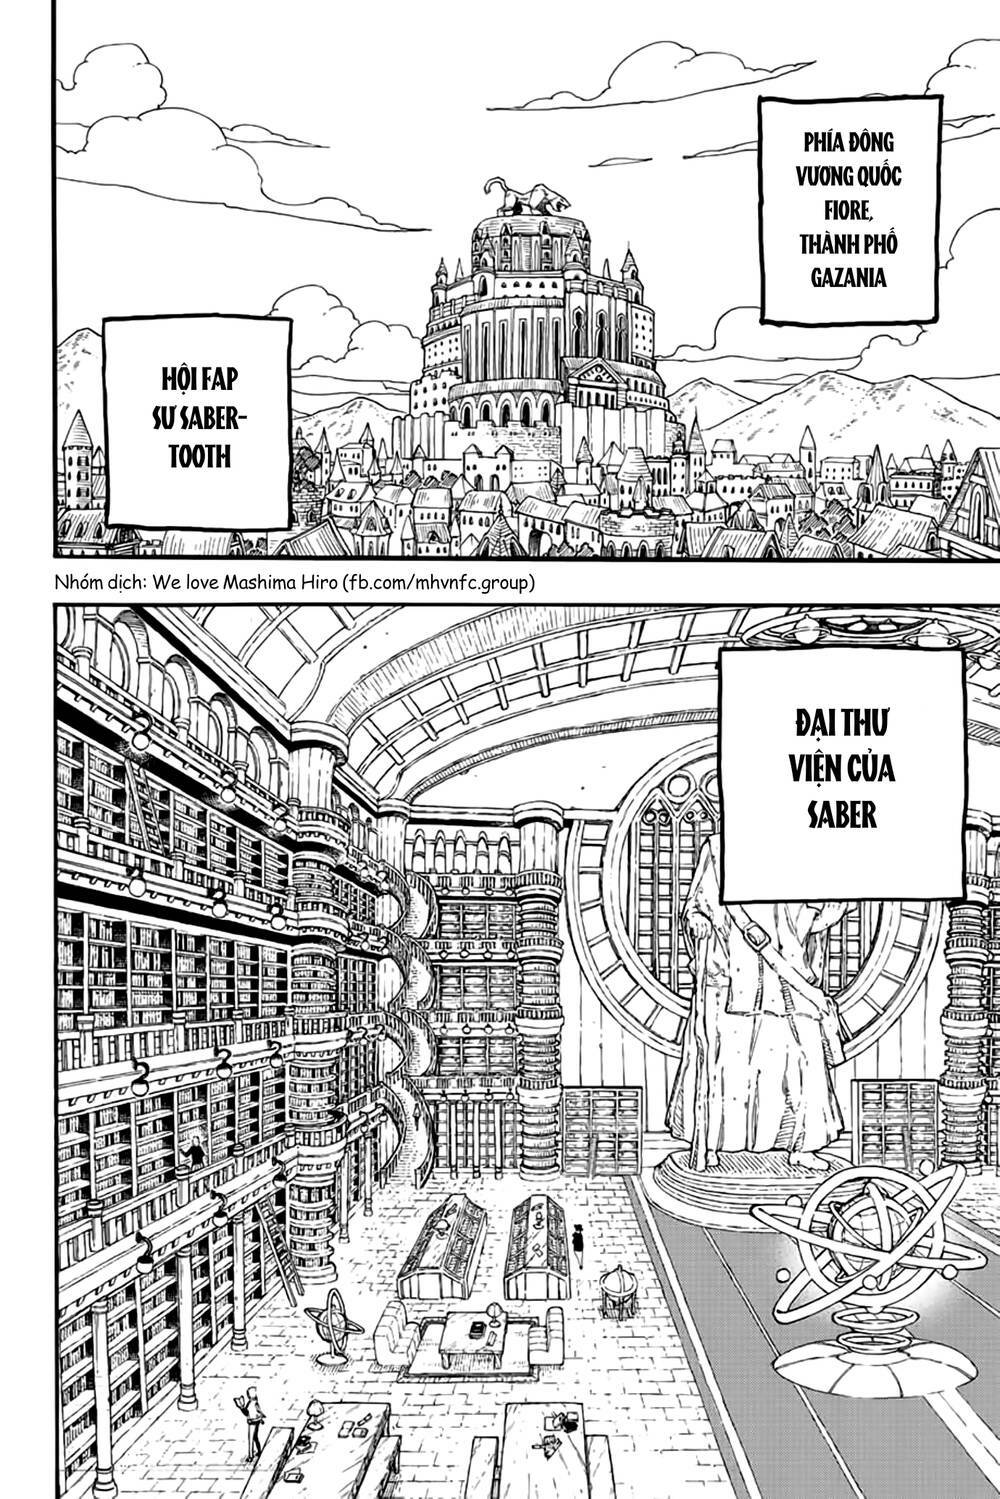 PHÍA ĐÔNG
VƯƠNG QUỐC
FIORE,
THÀNH PHỐ
GAZANIA
HỘI FAP
SƯ SABER-
TOOTH
Nhóm dịch: We love Mashima Hiro (fb.com/mhvnfc.group)
ĐẠI THƯ
VIỆN CỦA
SABER